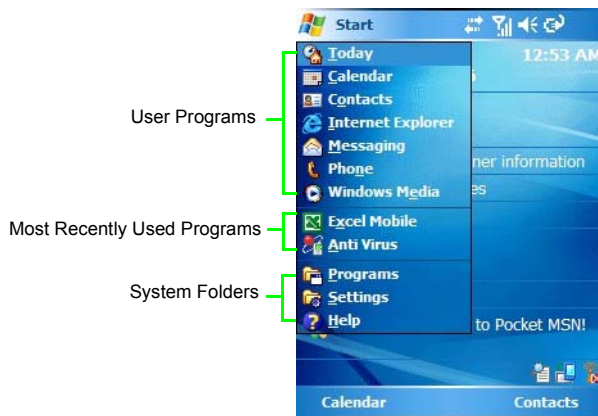 Start
Today
12:53 AM
Calendar
Contacts
User Programs
Internet Explorer
Messaging
ner information
Phone
Windows Media
es
Excel Mobile
Most Recently Used Programs
Anti Virus
Programs
System Folders
Settings
Help
to Pocket MSN!
Calendar
Contacts